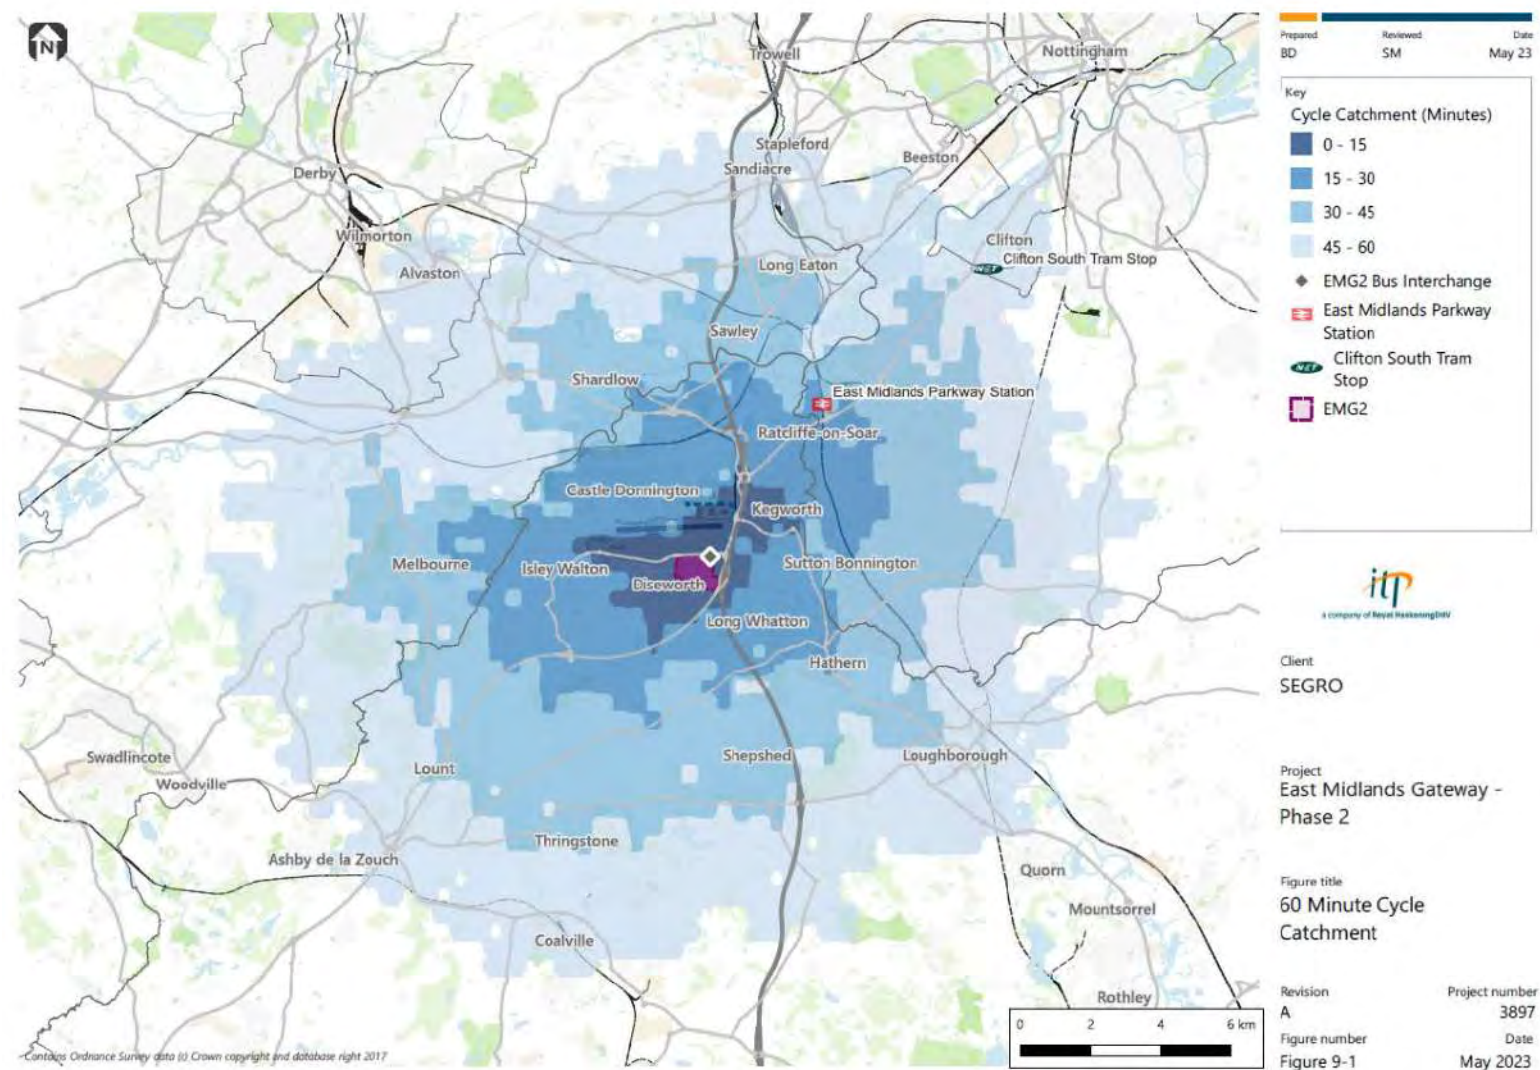 N
Trowell
Nottingham
Stapleford
Sandiacre
Beeston
Derby
Wilmorton
Alvaston
Clifton
Clifton South Tram Stop
NET
Long Eaton
Sawley
Shardlow
East Midlands Parkway Station
Ratcliffe-on-Soar
Castle Donnington
Kegworth
Melbourne
Isley Walton
Sutton Bonnington
Diseworth
Long Whatton
Hathern
Swadlincote
Woodville
Lount
Shepshed
Loughborough
Thringstone
Ashby de la Zouch
Quorn
Mountsorrel
Coalville
Rothley
0 2 4 6 km
Contains Ordnance Survey data (c) Crown copyright and database right 2017
Prepared Reviewed Date
BD SM May 23
Key
Cycle Catchment (Minutes)
0 - 15
15 - 30
30 - 45
45 - 60
EMG2 Bus Interchange
East Midlands Parkway
Station
NET
Clifton South Tram
Stop
EMG2
itp
a company of Royal HaskoningDHV
Client
SEGRO
Project
East Midlands Gateway -
Phase 2
Figure title
60 Minute Cycle
Catchment
Revision Project number
A 3897
Figure number Date
Figure 9-1 May 2023